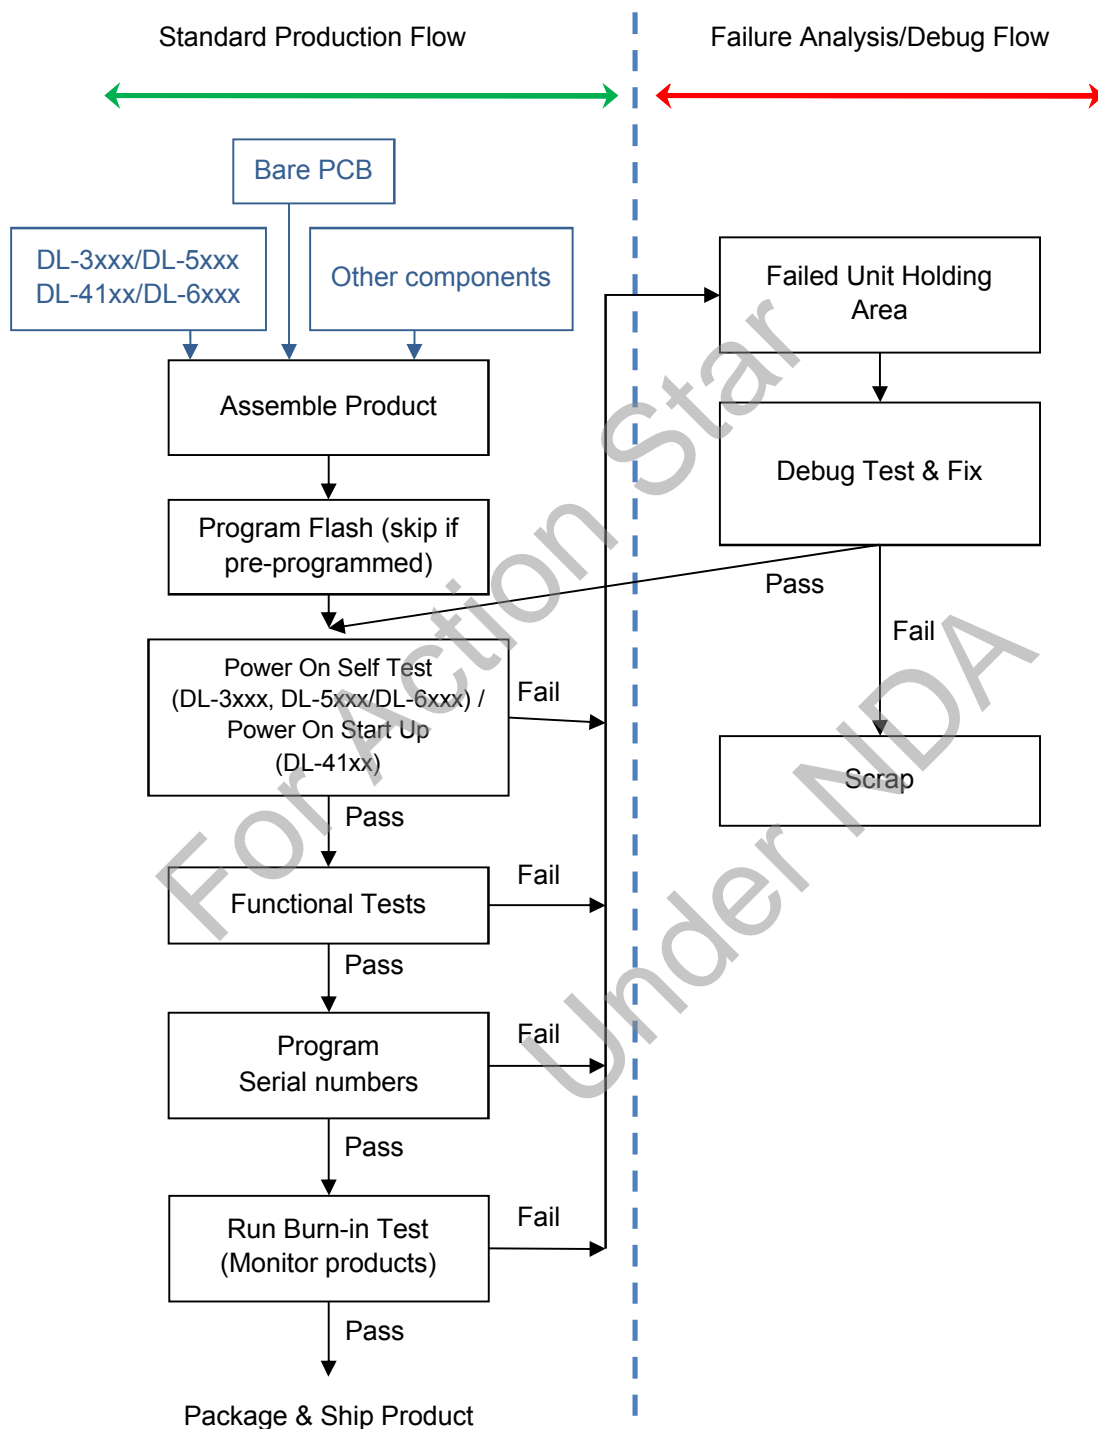 Standard Production Flow
Failure Analysis/Debug Flow
Bare PCB
DL-3xxx/DL-5xxx
DL-41xx/DL-6xxx
Other components
Failed Unit Holding
Area
Assemble Product
Debug Test & Fix
Program Flash (skip if
pre-programmed)
Pass
Fail
Power On Self Test
(DL-3xxx, DL-5xxx/DL-6xxx) /
Power On Start Up
(DL-41xx)
Fail
Scrap
Pass
Functional Tests
Fail
Pass
Program
Serial numbers
Fail
Pass
Run Burn-in Test
(Monitor products)
Fail
Pass
Package & Ship Product
For Action Star
Under NDA